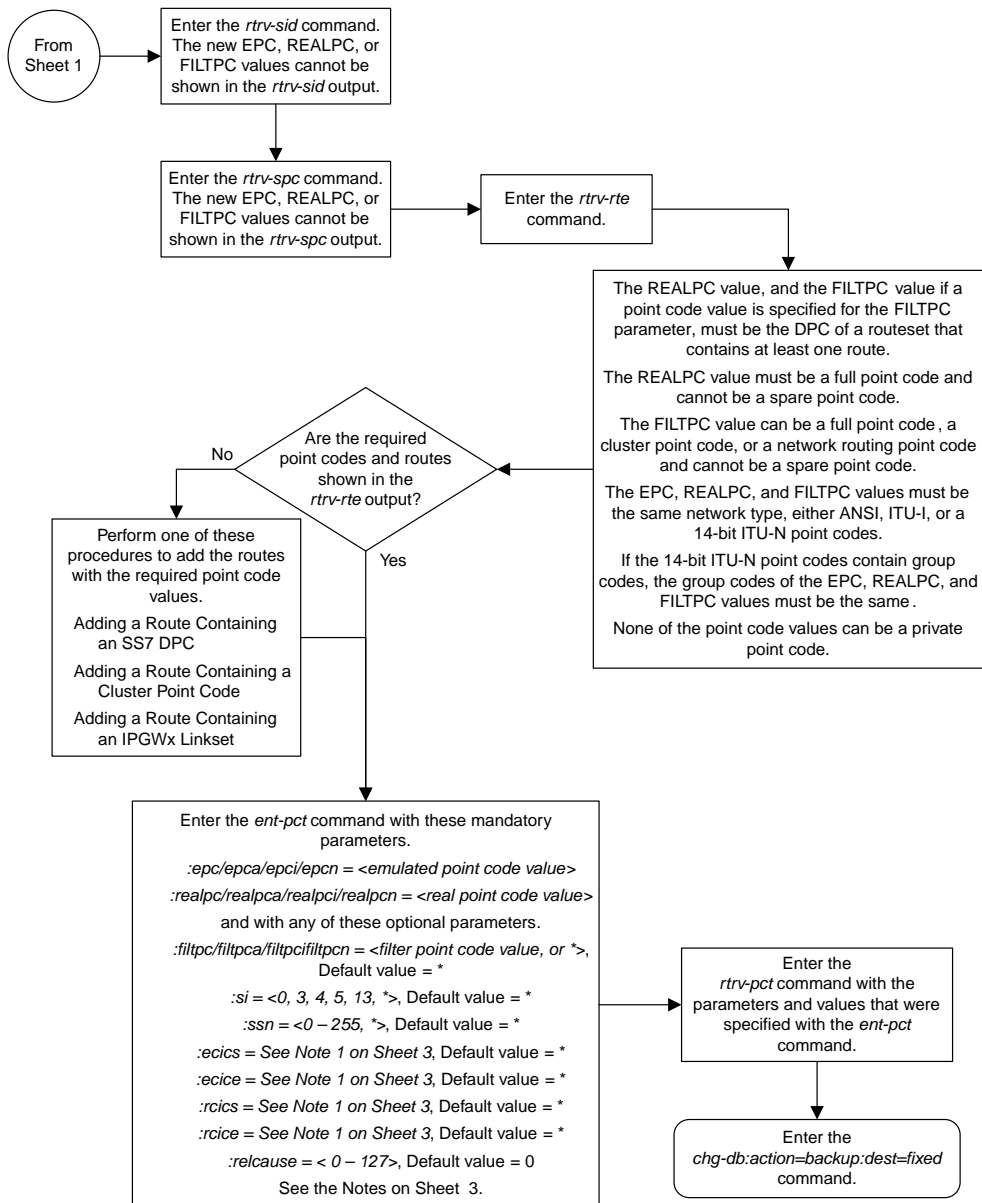 From
Sheet 1
Enter the rtrv-sid command.
The new EPC, REALPC, or
FILTPC values cannot be
shown in the rtrv-sid output.
Enter the rtrv-spc command.
The new EPC, REALPC, or
FILTPC values cannot be
shown in the rtrv-spc output.
Enter the rtrv-rte
command.
The REALPC value, and the FILTPC value if a
point code value is specified for the FILTPC
parameter, must be the DPC of a routeset that
contains at least one route.
The REALPC value must be a full point code and
cannot be a spare point code.
The FILTPC value can be a full point code, a
cluster point code, or a network routing point code
and cannot be a spare point code.
The EPC, REALPC, and FILTPC values must be
the same network type, either ANSI, ITU-I, or a
14-bit ITU-N point codes.
If the 14-bit ITU-N point codes contain group
codes, the group codes of the EPC, REALPC, and
FILTPC values must be the same.
None of the point code values can be a private
point code.
Are the required
point codes and routes
shown in the
rtrv-rte output?
No
Yes
Perform one of these
procedures to add the routes
with the required point code
values.
Adding a Route Containing
an SS7 DPC
Adding a Route Containing a
Cluster Point Code
Adding a Route Containing
an IPGWx Linkset
Enter the ent-pct command with these mandatory
parameters.
:epc/epca/epci/epcn = <emulated point code value>
:realpc/realpca/realpci/realpcn = <real point code value>
and with any of these optional parameters.
:filtpc/filtpca/filtpcifiltpcn = <filter point code value, or *>,
Default value = *
:si = <0, 3, 4, 5, 13, *>, Default value = *
:ssn = <0 – 255, *>, Default value = *
:ecics = See Note 1 on Sheet 3, Default value = *
:ecice = See Note 1 on Sheet 3, Default value = *
:rcics = See Note 1 on Sheet 3, Default value = *
:rcice = See Note 1 on Sheet 3, Default value = *
:relcause = < 0 – 127>, Default value = 0
See the Notes on Sheet 3.
Enter the
rtrv-pct command with the
parameters and values that were
specified with the ent-pct
command.
Enter the
chg-db:action=backup:dest=fixed
command.